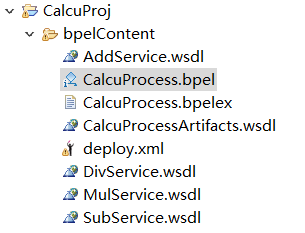 CalcuProj
bpelContent
AddService.wsdl
CalcuProcess.bpel
CalcuProcess.bpelex
CalcuProcessArtifacts.wsdl
deploy.xml
DivService.wsdl
MulService.wsdl
SubService.wsdl